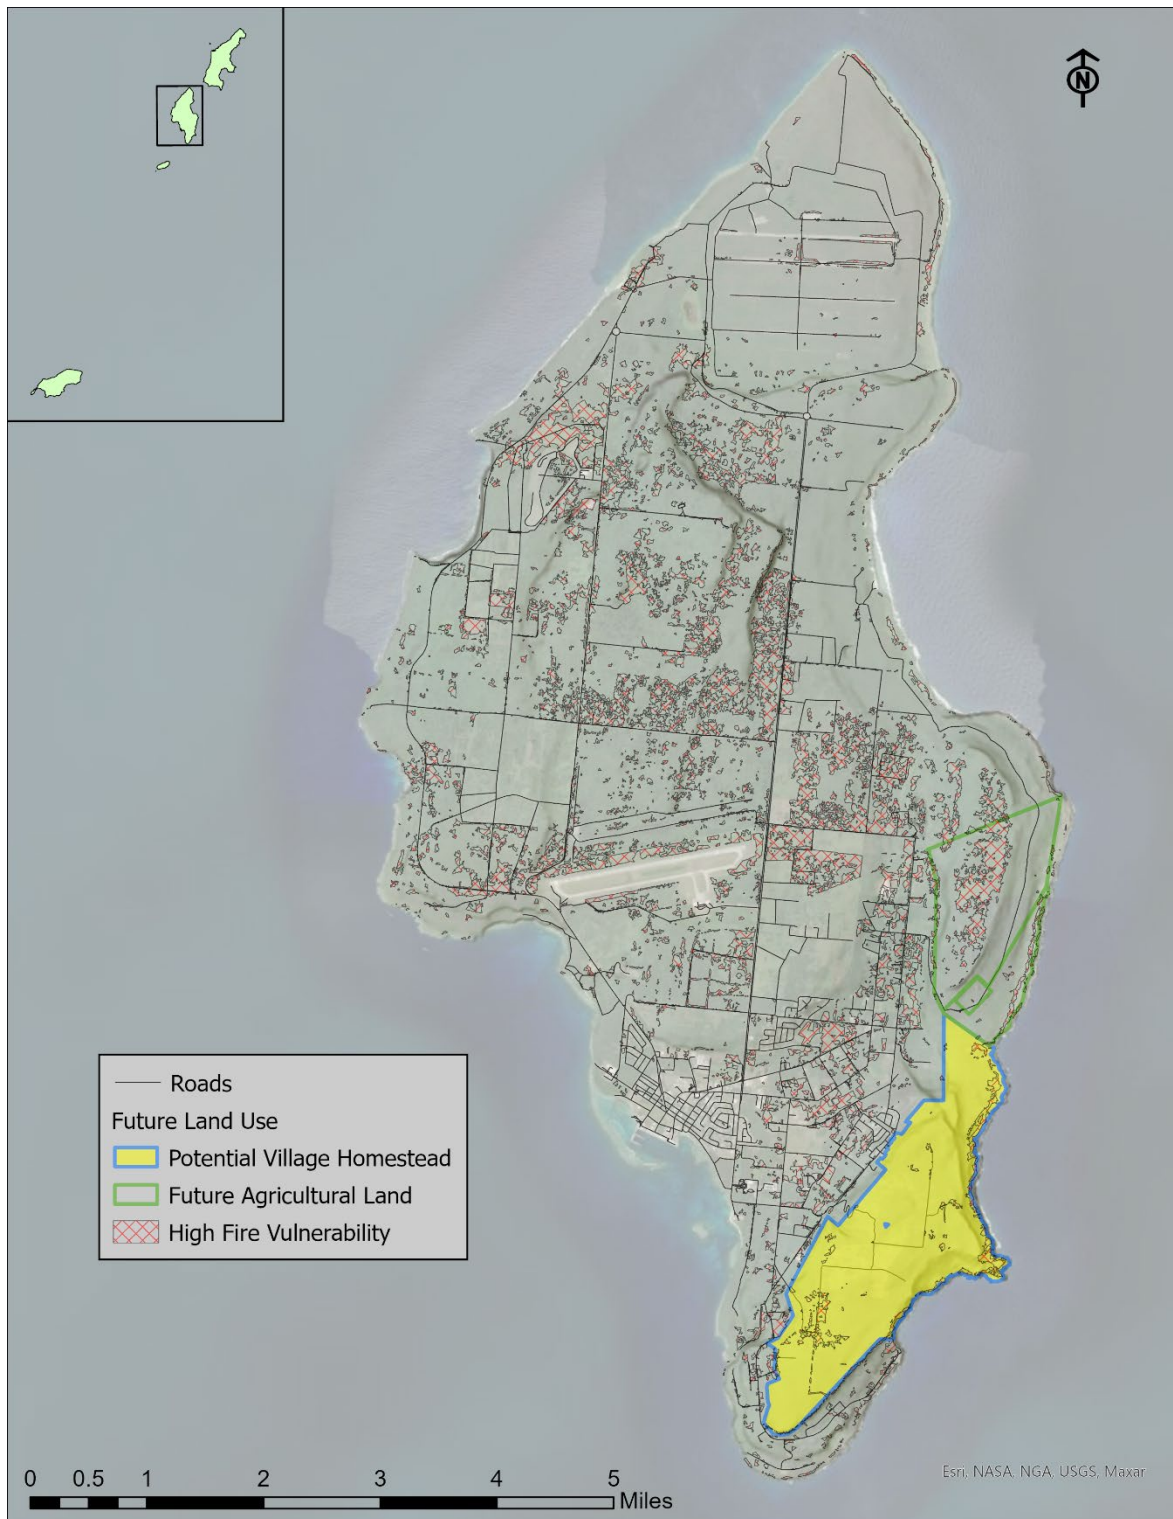 N
Roads
Future Land Use
Potential Village Homestead
Future Agricultural Land
High Fire Vulnerability
Esri, NASA, NGA, USGS, Maxar
0 0.5 1 2 3 4 5
Miles